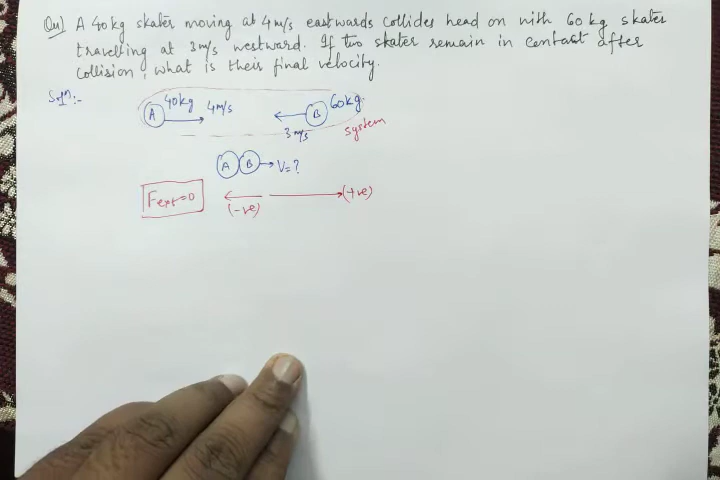 Qu1] A 40kg skater moving at 4m/s eastwards collides head on with 60kg skater
travelling at 3m/s westward. If two skater remain in contact after
collision, what is their final velocity.
Solⁿ:-
A 40kg 4m/s 3m/s B 60kg.
system
A B V=?
Fext=0 (-ve) (+ve)